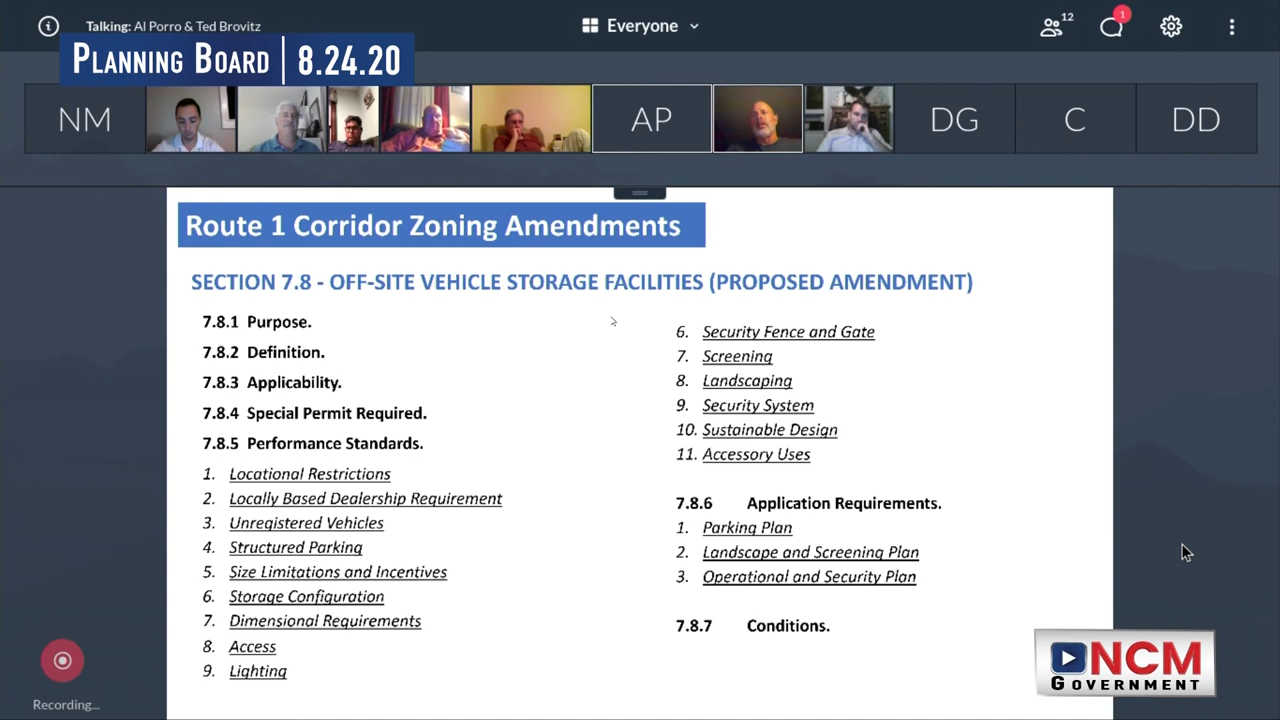 Talking: Al Porro & Ted Brovitz
Everyone
12
1
PLANNING BOARD | 8.24.20
NM
AP
DG
C
DD
Route 1 Corridor Zoning Amendments
SECTION 7.8 - OFF-SITE VEHICLE STORAGE FACILITIES (PROPOSED AMENDMENT)
7.8.1 Purpose.
7.8.2 Definition.
7.8.3 Applicability.
7.8.4 Special Permit Required.
7.8.5 Performance Standards.
1. Locational Restrictions
2. Locally Based Dealership Requirement
3. Unregistered Vehicles
4. Structured Parking
5. Size Limitations and Incentives
6. Storage Configuration
7. Dimensional Requirements
8. Access
9. Lighting
6. Security Fence and Gate
7. Screening
8. Landscaping
9. Security System
10. Sustainable Design
11. Accessory Uses
7.8.6 Application Requirements.
1. Parking Plan
2. Landscape and Screening Plan
3. Operational and Security Plan
7.8.7 Conditions.
Recording...
NCM
GOVERNMENT